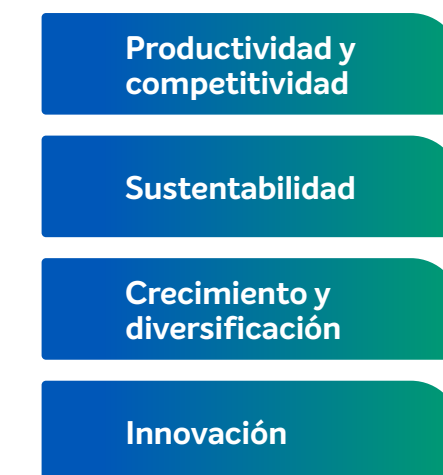 Productividad y
competitividad
Sustentabilidad
Crecimiento y
diversificación
Innovación